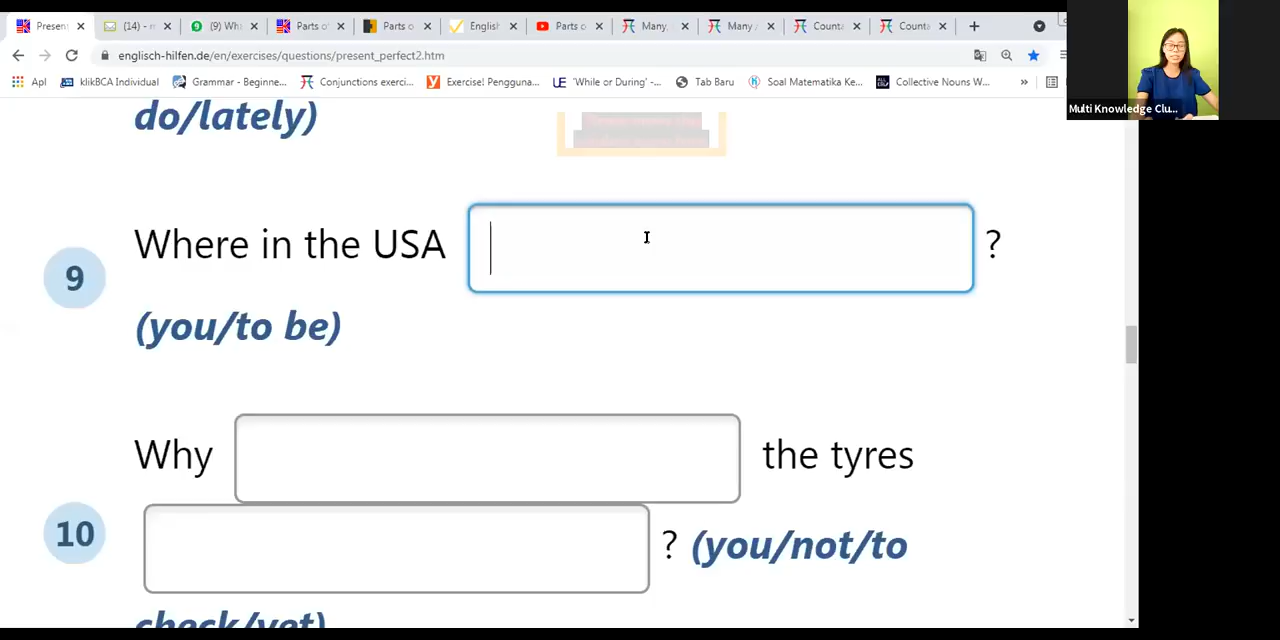 Present
(14) - n
(9) Wh
Parts of
Parts o
English
Parts o
Many,
Many
Counta
Counta
englisch-hilfen.de/en/exercises/questions/present_perfect2.htm
Apl
klikBCA Individual
Grammar - Beginne...
Conjunctions exerci...
Exercise! Pengguna...
'While or During' -...
Tab Baru
Soal Matematika Ke...
Collective Nouns W...
»
Multi Knowledge Clu...
do/lately)
9
Where in the USA ?
(you/to be)
10
Why the tyres
? (you/not/to
check/yet)